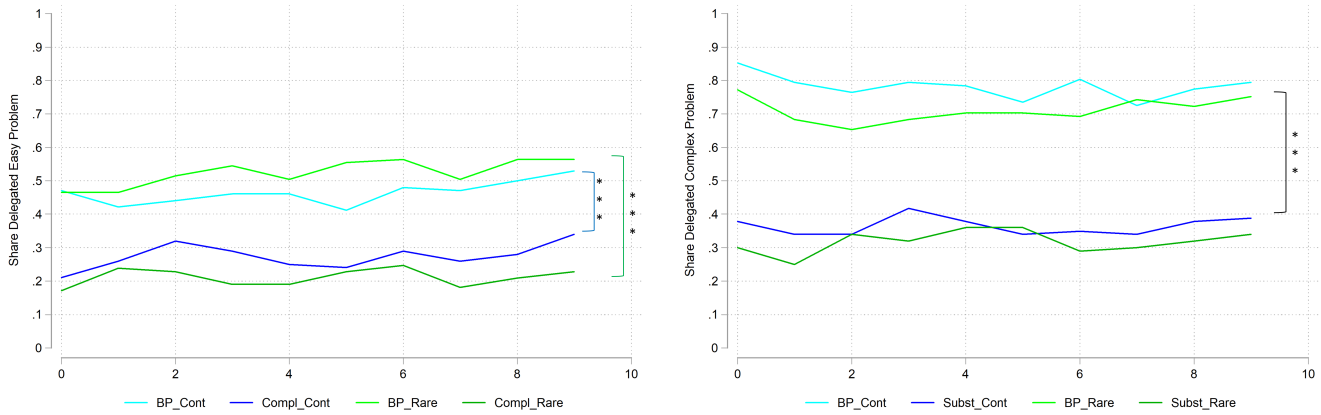 Share Delegated Easy Problem
1
.9
.8
.7
.6
.5
.4
.3
.2
.1
0
0 2 4 6 8 10
* * *
* * *
BP_Cont Compl_Cont BP_Rare Compl_Rare
Share Delegated Complex Problem
1
.9
.8
.7
.6
.5
.4
.3
.2
.1
0
0 2 4 6 8 10
* * *
BP_Cont Subst_Cont BP_Rare Subst_Rare